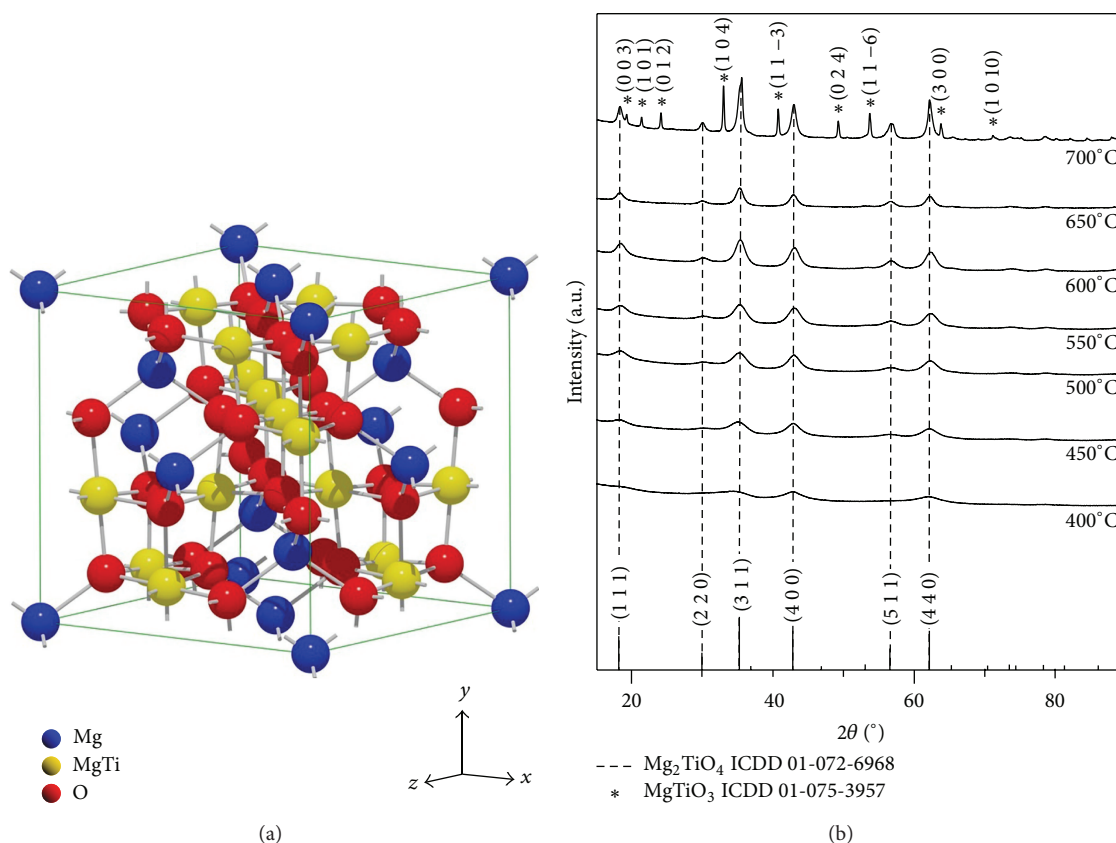 Mg
MgTi
O
y
z
x
(a)
*(0 0 3)
*(1 0 1)
*(0 1 2)
*(1 0 4)
*(1 1 −3)
*(0 2 4)
*(1 1 −6)
*(3 0 0)
*(1 0 10)
700°C
650°C
600°C
550°C
500°C
450°C
400°C
Intensity (a.u.)
(1 1 1)
(2 2 0)
(3 1 1)
(4 0 0)
(5 1 1)
(4 4 0)
20 40 60 80
2θ (°)
--- Mg₂TiO₄ ICDD 01-072-6968
* MgTiO₃ ICDD 01-075-3957
(b)